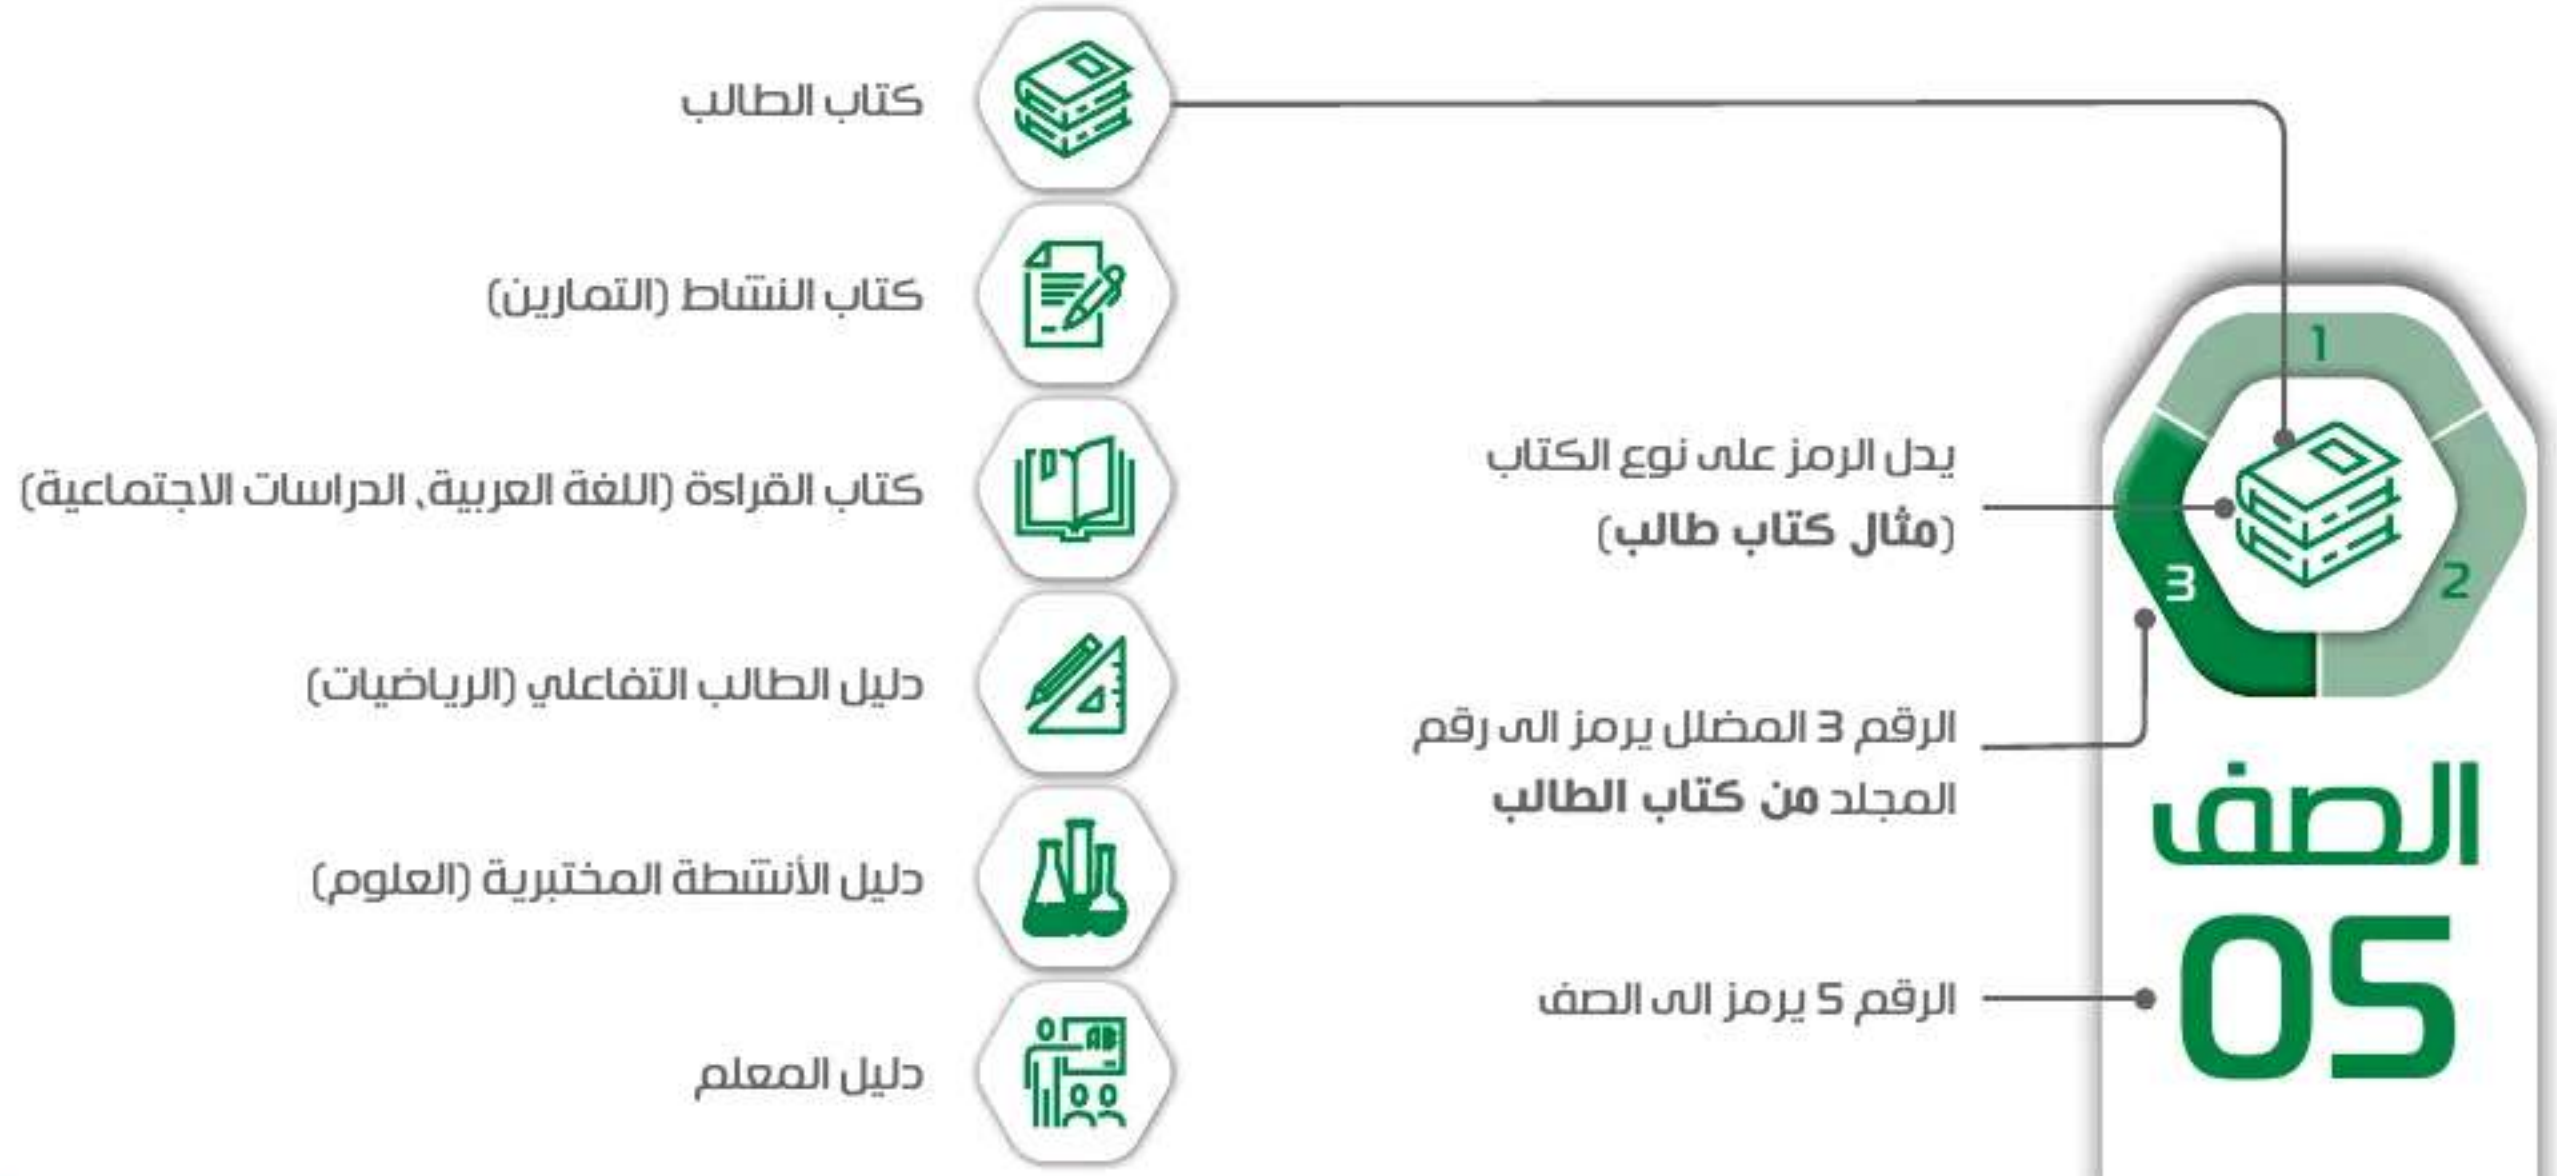 1
2
3
الصف
05
يدل الرمز على نوع الكتاب
(مثال كتاب طالب)
الرقم 3 المضلل يرمز الى رقم
المجلد من كتاب الطالب
الرقم 5 يرمز الى الصف
كتاب الطالب
كتاب النشاط (التمارين)
كتاب القراءة (اللغة العربية، الدراسات الاجتماعية)
دليل الطالب التفاعلي (الرياضيات)
دليل الأنشطة المختبرية (العلوم)
دليل المعلم
AB